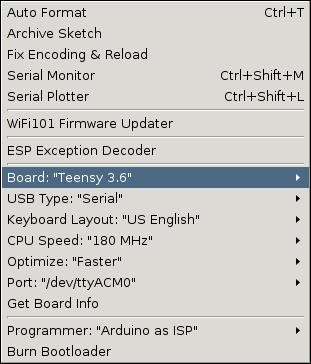 Auto Format Ctrl+T
Archive Sketch
Fix Encoding & Reload
Serial Monitor Ctrl+Shift+M
Serial Plotter Ctrl+Shift+L
WiFi101 Firmware Updater
ESP Exception Decoder
Board: "Teensy 3.6"
USB Type: "Serial"
Keyboard Layout: "US English"
CPU Speed: "180 MHz"
Optimize: "Faster"
Port: "/dev/ttyACM0"
Get Board Info
Programmer: "Arduino as ISP"
Burn Bootloader